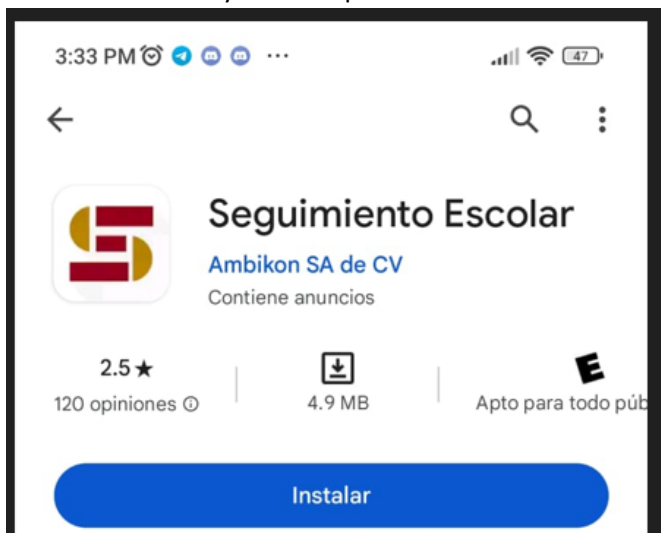 3:33 PM
47
Seguimiento Escolar
Ambikon SA de CV
Contiene anuncios
2.5★
120 opiniones
4.9 MB
E
Apto para todo púb
Instalar